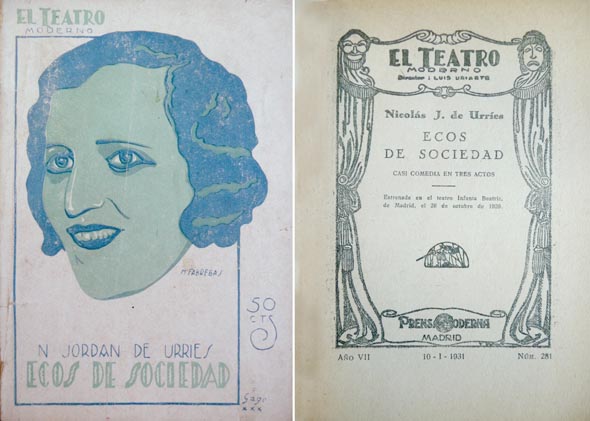 EL TEATRO
MODERNO
M FABREGAS
50
CTS
N JORDAN DE URRIES
ECOS DE SOCIEDAD
XXX
EL TEATRO
MODERNO
Director : LUIS URIARTE
Nicolás J. de Urríes
ECOS
DE SOCIEDAD
CASI COMEDIA EN TRES ACTOS
Estrenada en el teatro Infanta Beatriz,
de Madrid, el 28 de octubre de
PRENSA MODERNA
MADRID
AÑO VII 10 - I - 1931 NÚM. 281